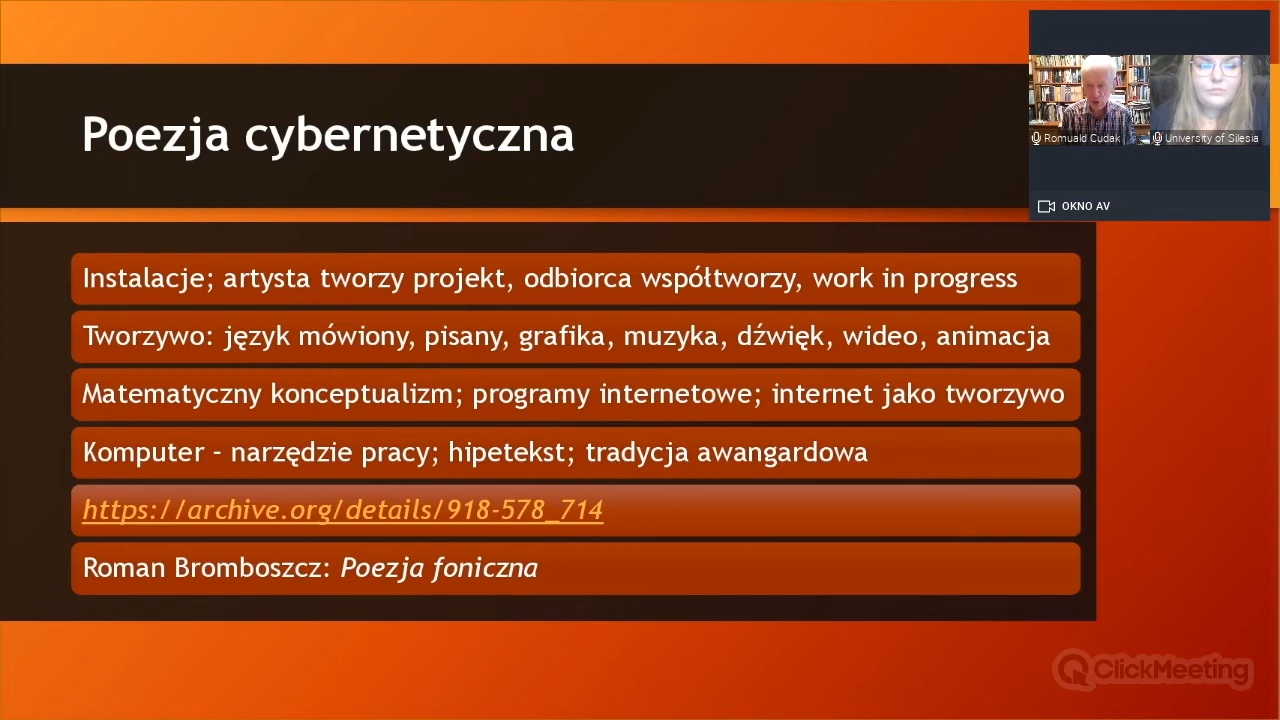 Poezja cybernetyczna
Romuald Cudak
University of Silesia
OKNO AV
Instalacje; artysta tworzy projekt, odbiorca współtworzy, work in progress
Tworzywo: język mówiony, pisany, grafika, muzyka, dźwięk, wideo, animacja
Matematyczny konceptualizm; programy internetowe; internet jako tworzywo
Komputer - narzędzie pracy; hipetekst; tradycja awangardowa
https://archive.org/details/918-578_714
Roman Bromboszcz: Poezja foniczna
ClickMeeting